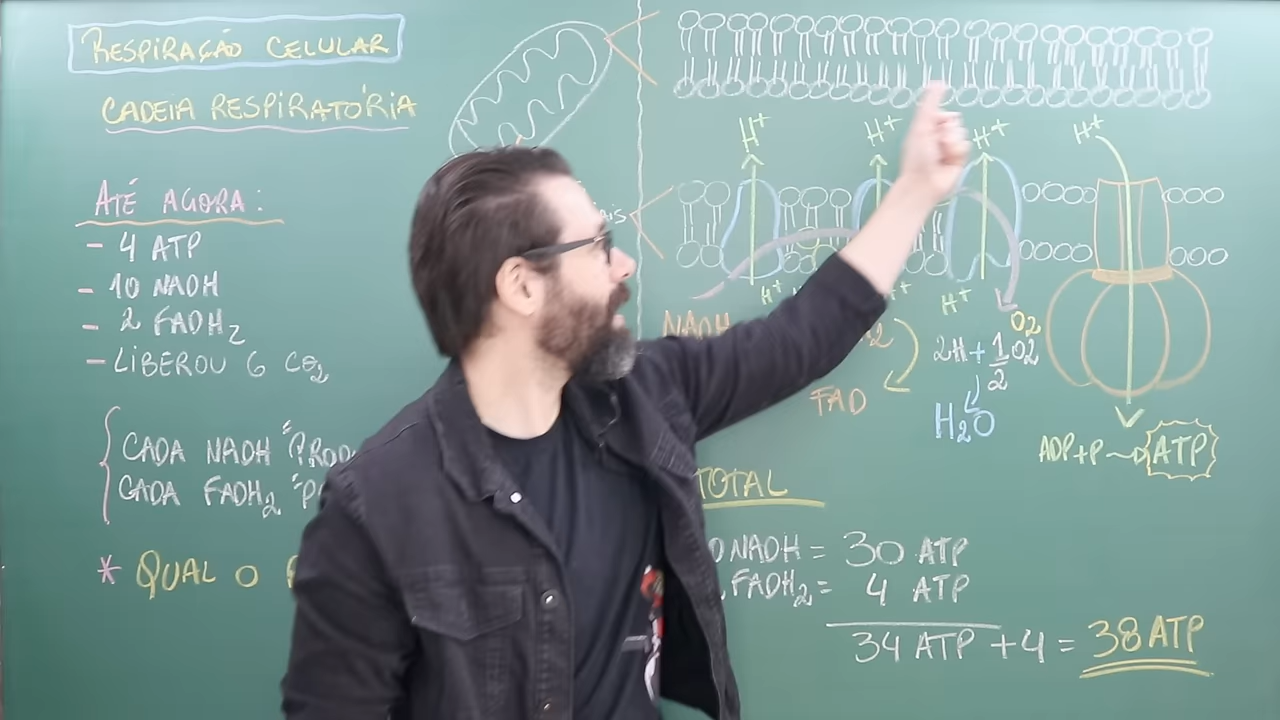 RESPIRAÇÃO CELULAR
CADEIA RESPIRATÓRIA
ATÉ AGORA:
- 4 ATP
- 10 NADH
- 2 FADH2
- LIBEROU 6 CO2
CADA NADH "PROD
CADA FADH2
* QUAL O
H+ H+ H+ H+
H+ H+ H+
NADH
FAD
O2
2H + 1/2 O2
H2O
ADP+P → ATP
TOTAL
NADH = 30 ATP
FADH2 = 4 ATP
34 ATP + 4 = 38 ATP